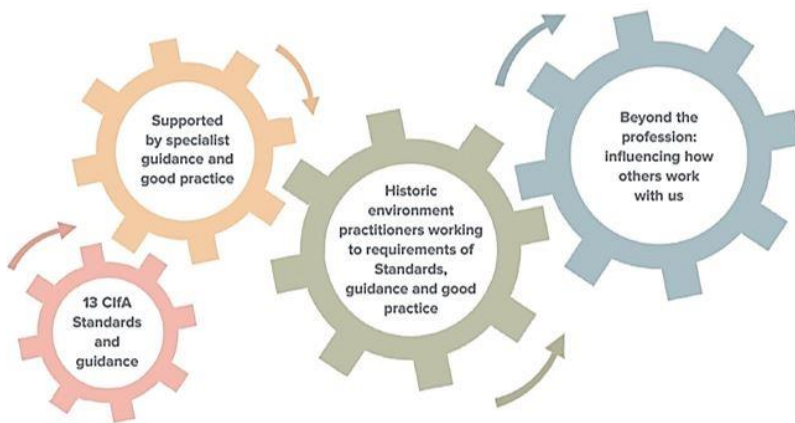 Supported
by specialist
guidance and
good practice
13 CIfA
Standards
and
guidance
Historic
environment
practitioners working
to requirements of
Standards,
guidance and good
practice
Beyond the
profession:
influencing how
others work
with us